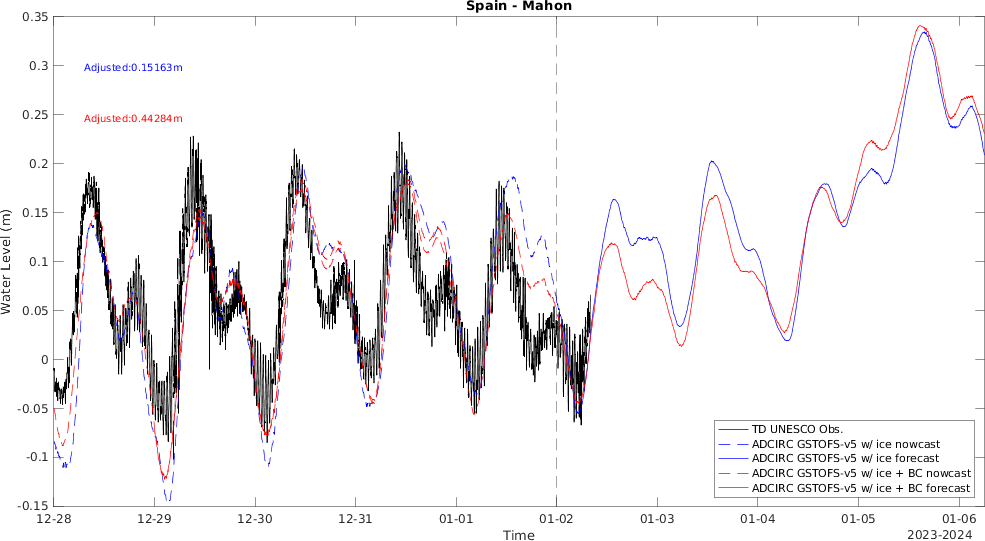 Spain - Mahon
0.35
0.3
0.25
0.2
0.15
0.1
0.05
0
-0.05
-0.1
-0.15
Water Level (m)
Adjusted:0.15163m
Adjusted:0.44284m
TD UNESCO Obs.
ADCIRC GSTOFS-v5 w/ ice nowcast
ADCIRC GSTOFS-v5 w/ ice forecast
ADCIRC GSTOFS-v5 w/ ice + BC nowcast
ADCIRC GSTOFS-v5 w/ ice + BC forecast
12-28 12-29 12-30 12-31 01-01 01-02 01-03 01-04 01-05 01-06
Time
2023-2024